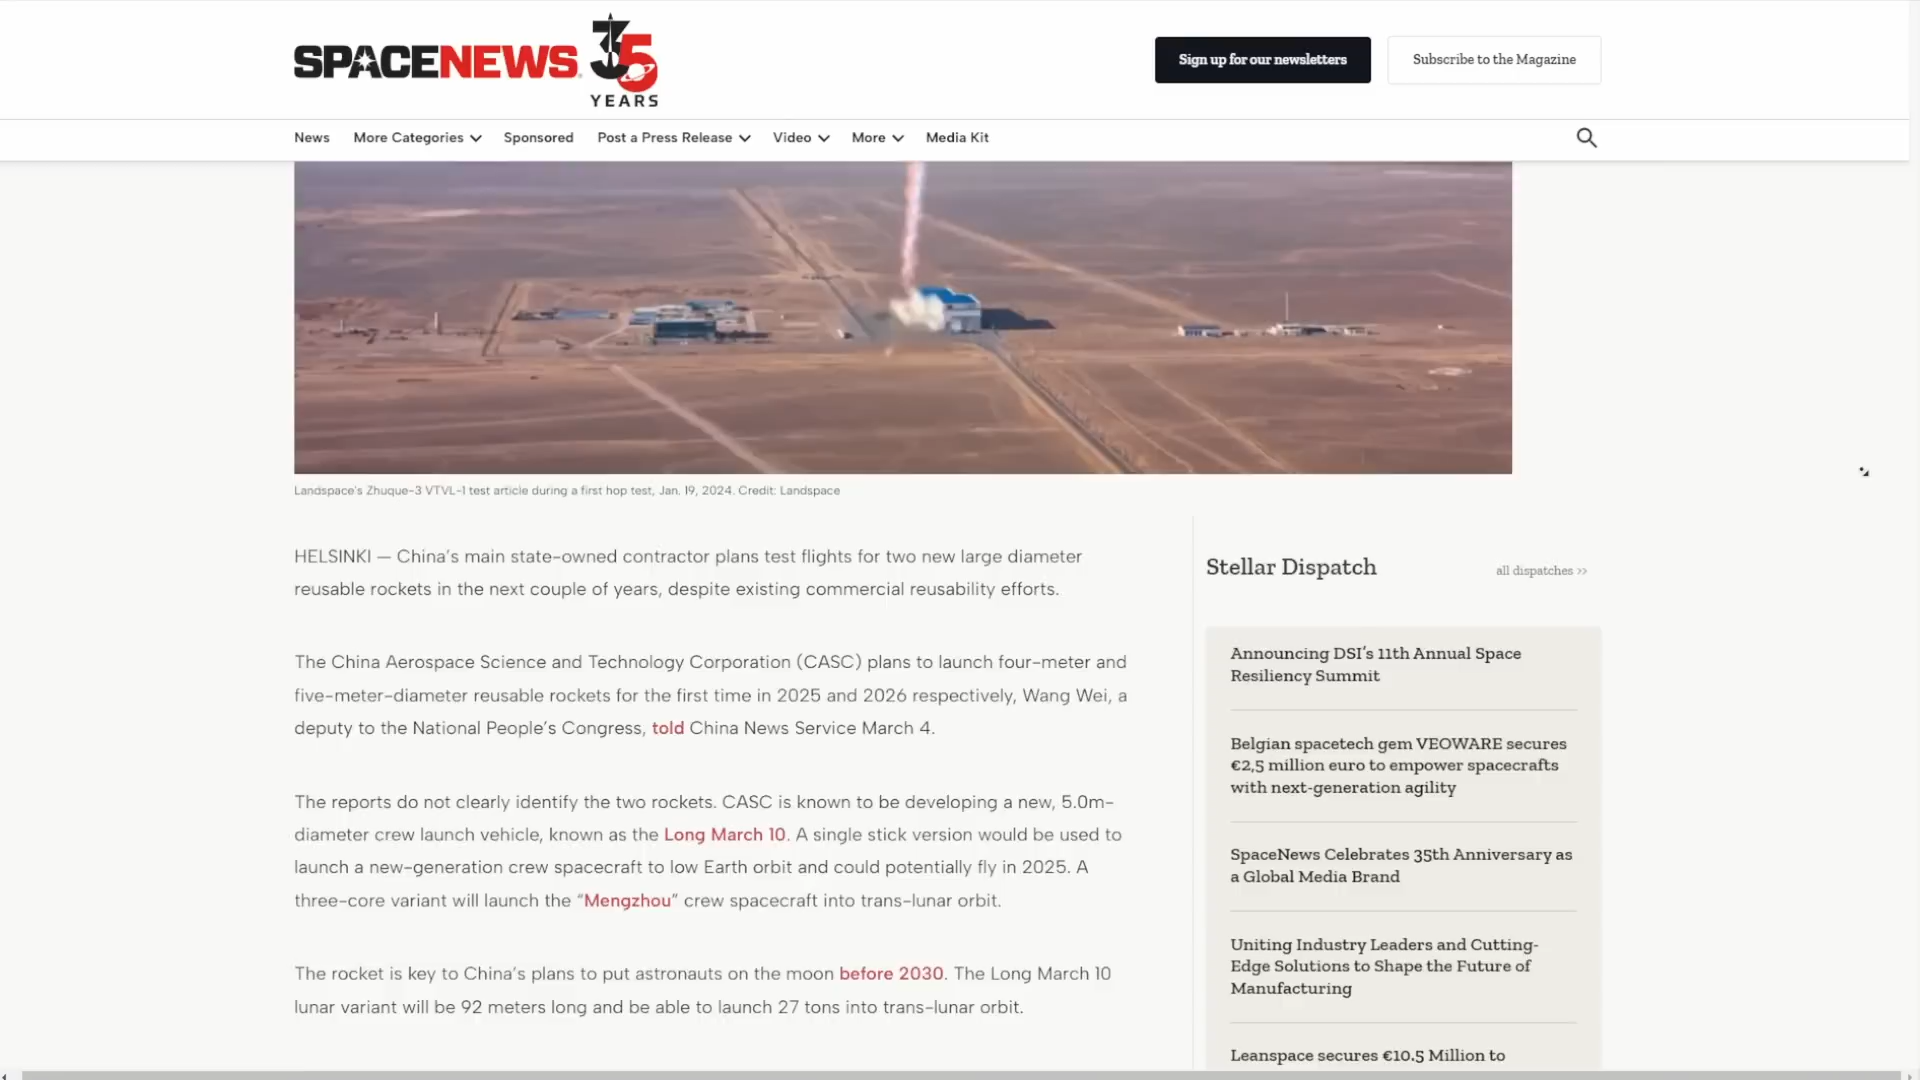 SPACENEWS 35
YEARS
Sign up for our newsletters
Subscribe to the Magazine
News More Categories Sponsored Post a Press Release Video More Media Kit
Landspace's Zhuque-3 VTVL-1 test article during a first hop test, Jan. 19, 2024. Credit: Landspace
HELSINKI — China's main state-owned contractor plans test flights for two new large diameter
reusable rockets in the next couple of years, despite existing commercial reusability efforts.
The China Aerospace Science and Technology Corporation (CASC) plans to launch four-meter and
five-meter-diameter reusable rockets for the first time in 2025 and 2026 respectively, Wang Wei, a
deputy to the National People's Congress, told China News Service March 4.
The reports do not clearly identify the two rockets. CASC is known to be developing a new, 5.0m-
diameter crew launch vehicle, known as the Long March 10. A single stick version would be used to
launch a new-generation crew spacecraft to low Earth orbit and could potentially fly in 2025. A
three-core variant will launch the “Mengzhou” crew spacecraft into trans-lunar orbit.
The rocket is key to China's plans to put astronauts on the moon before 2030. The Long March 10
lunar variant will be 92 meters long and be able to launch 27 tons into trans-lunar orbit.
Stellar Dispatch
all dispatches >>
Announcing DSI's 11th Annual Space
Resiliency Summit
Belgian spacetech gem VEOWARE secures
€2,5 million euro to empower spacecrafts
with next-generation agility
SpaceNews Celebrates 35th Anniversary as
a Global Media Brand
Uniting Industry Leaders and Cutting-
Edge Solutions to Shape the Future of
Manufacturing
Leanspace secures €10.5 Million to